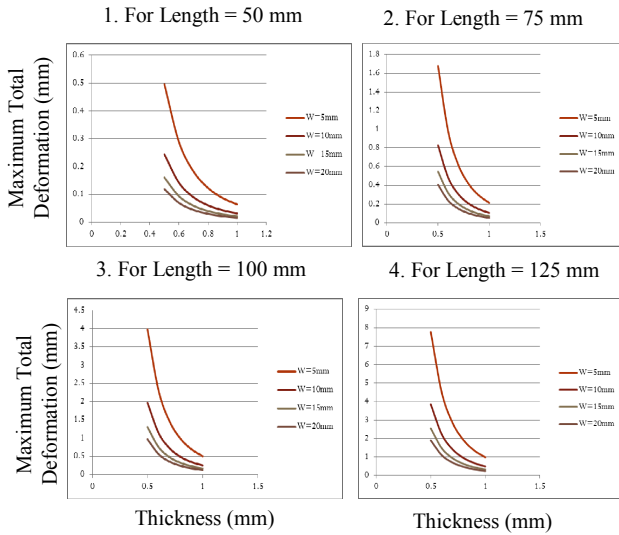 1. For Length = 50 mm
2. For Length = 75 mm
Maximum Total
Deformation (mm)
0.6
0.5
0.4
0.3
0.2
0.1
0
0 0.2 0.4 0.6 0.8 1 1.2
W=5mm
W=10mm
W=15mm
W=20mm
1.8
1.6
1.4
1.2
1
0.8
0.6
0.4
0.2
0
0 0.5 1 1.5
W=5mm
W=10mm
W=15mm
W=20mm
3. For Length = 100 mm
4. For Length = 125 mm
Maximum Total
Deformation (mm)
4.5
4
3.5
3
2.5
2
1.5
1
0.5
0
0 0.5 1 1.5
W=5mm
W=10mm
W=15mm
W=20mm
9
8
7
6
5
4
3
2
1
0
0 0.5 1 1.5
W=5mm
W=10mm
W=15mm
W=20mm
Thickness (mm)
Thickness (mm)